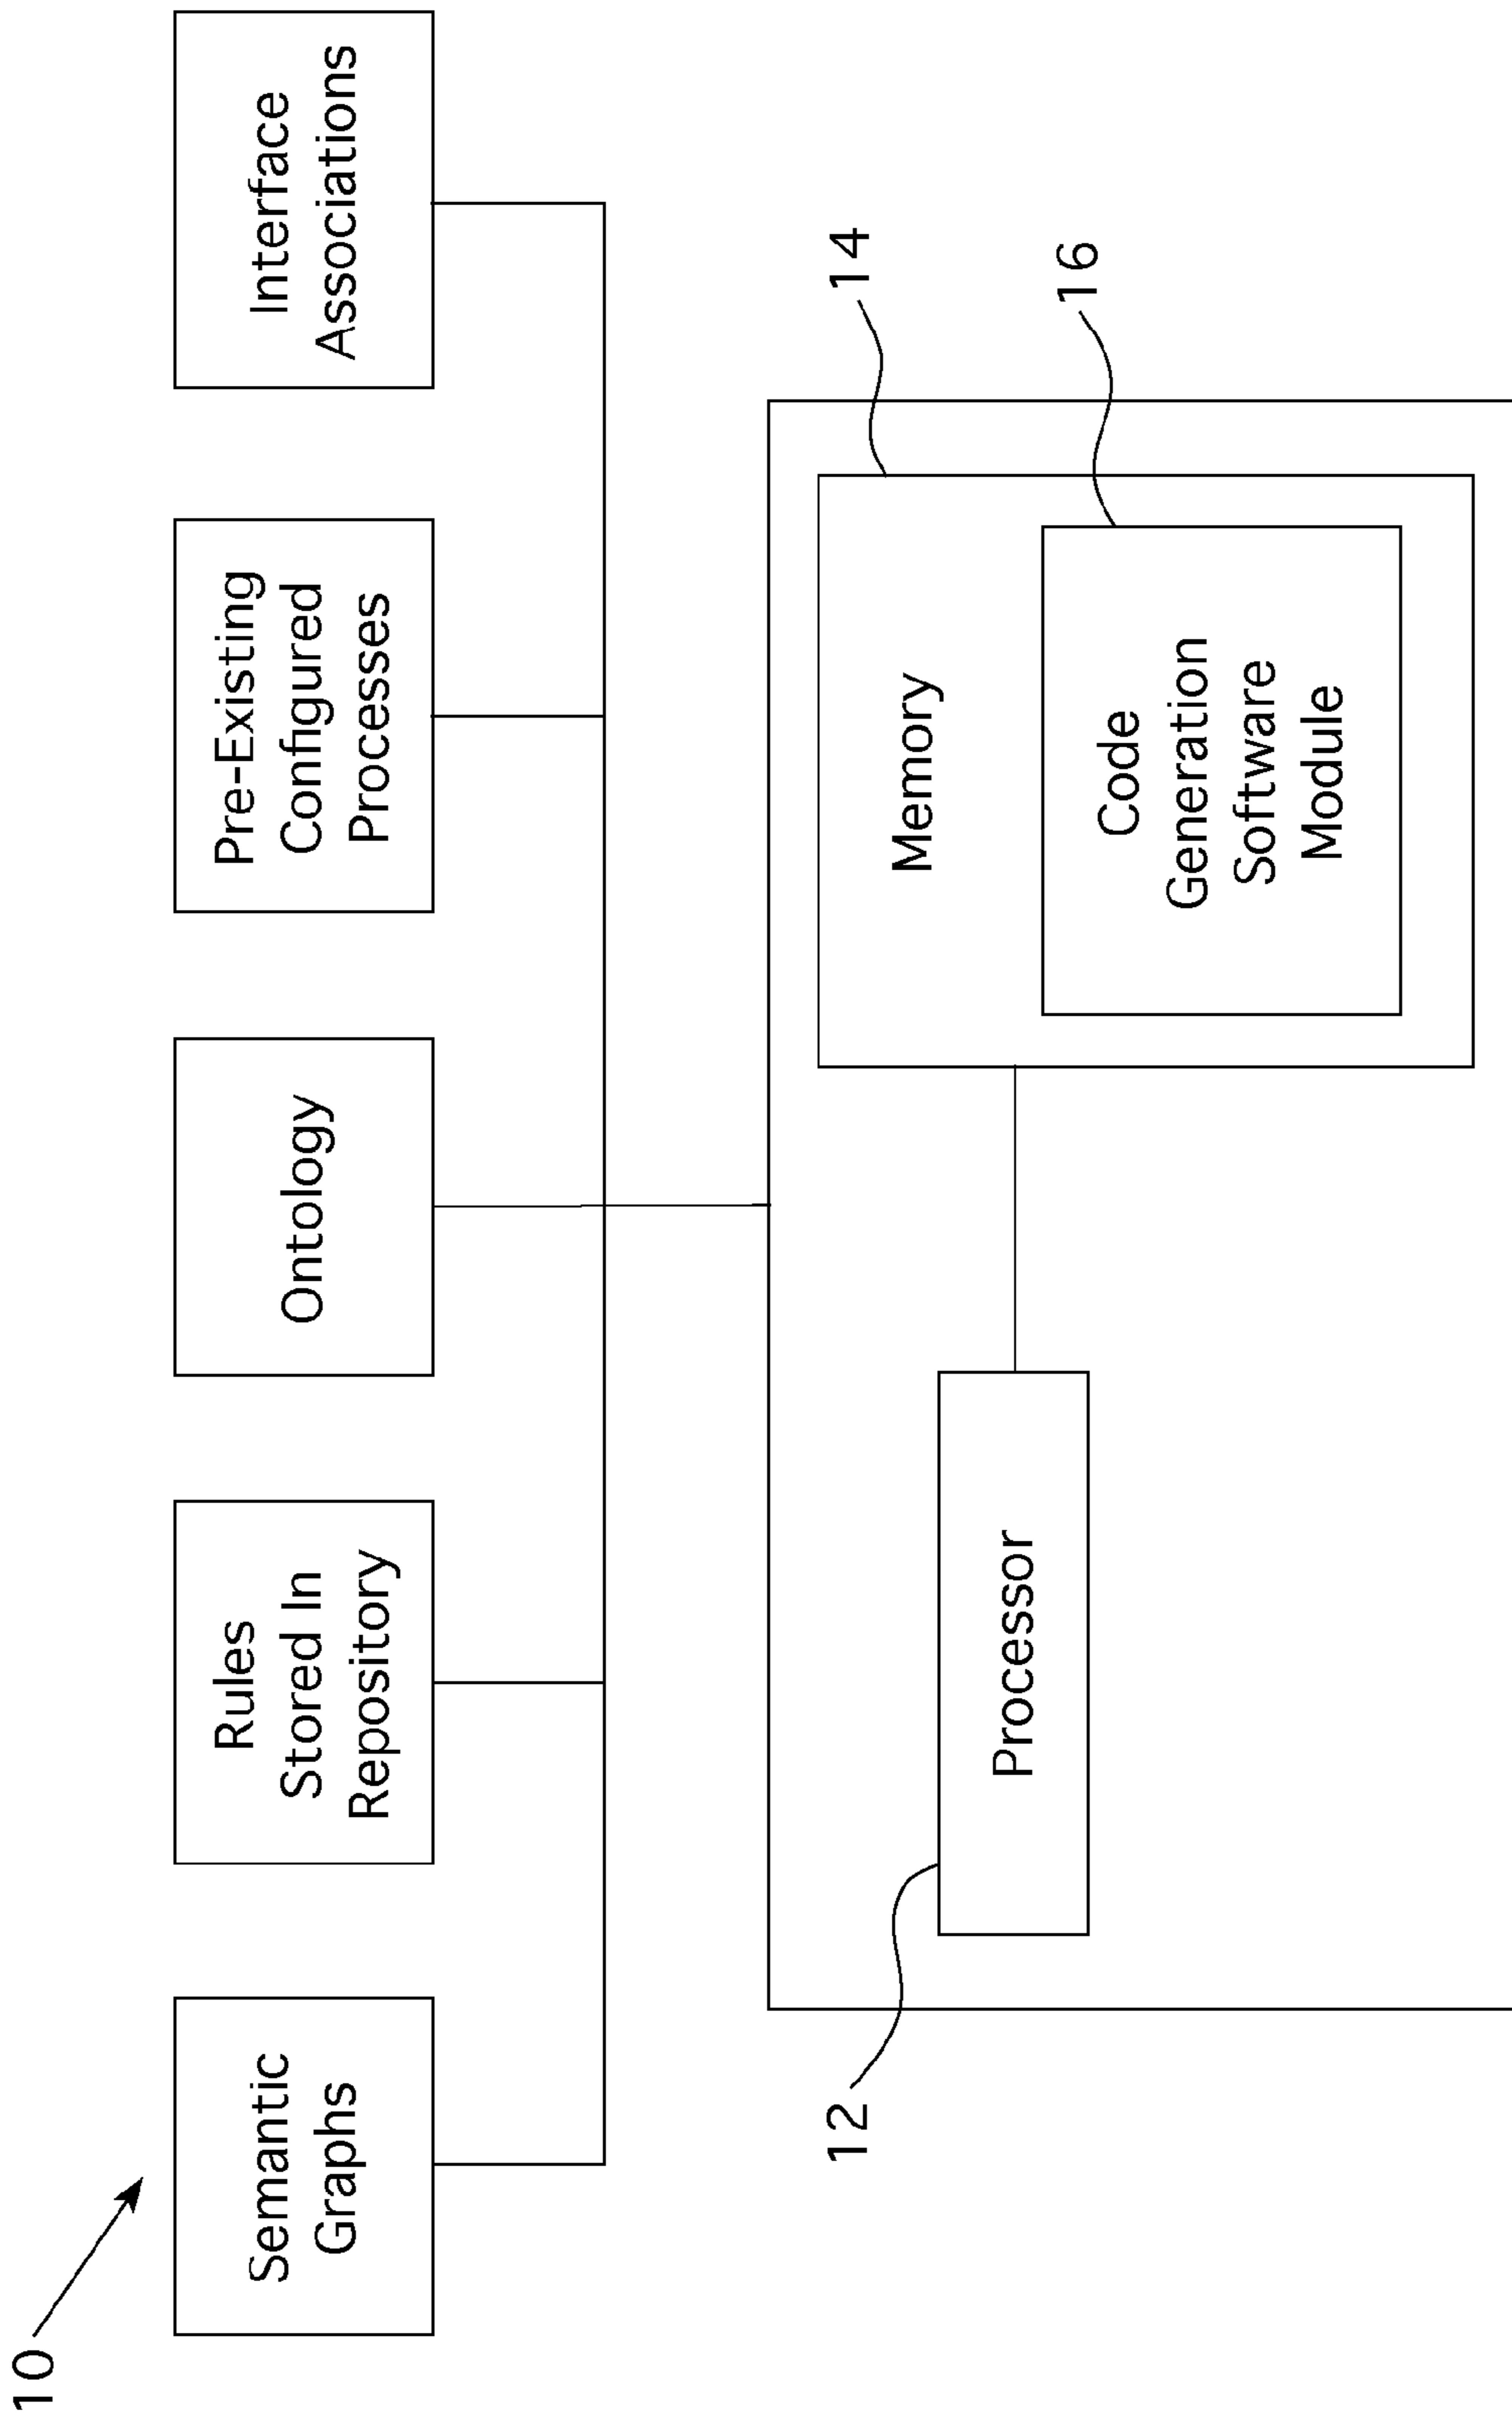 10
Semantic
Graphs
Rules
Stored In
Repository
Ontology
Pre-Existing
Configured
Processes
Interface
Associations
12
Processor
14
Memory
16
Code
Generation
Software
Module